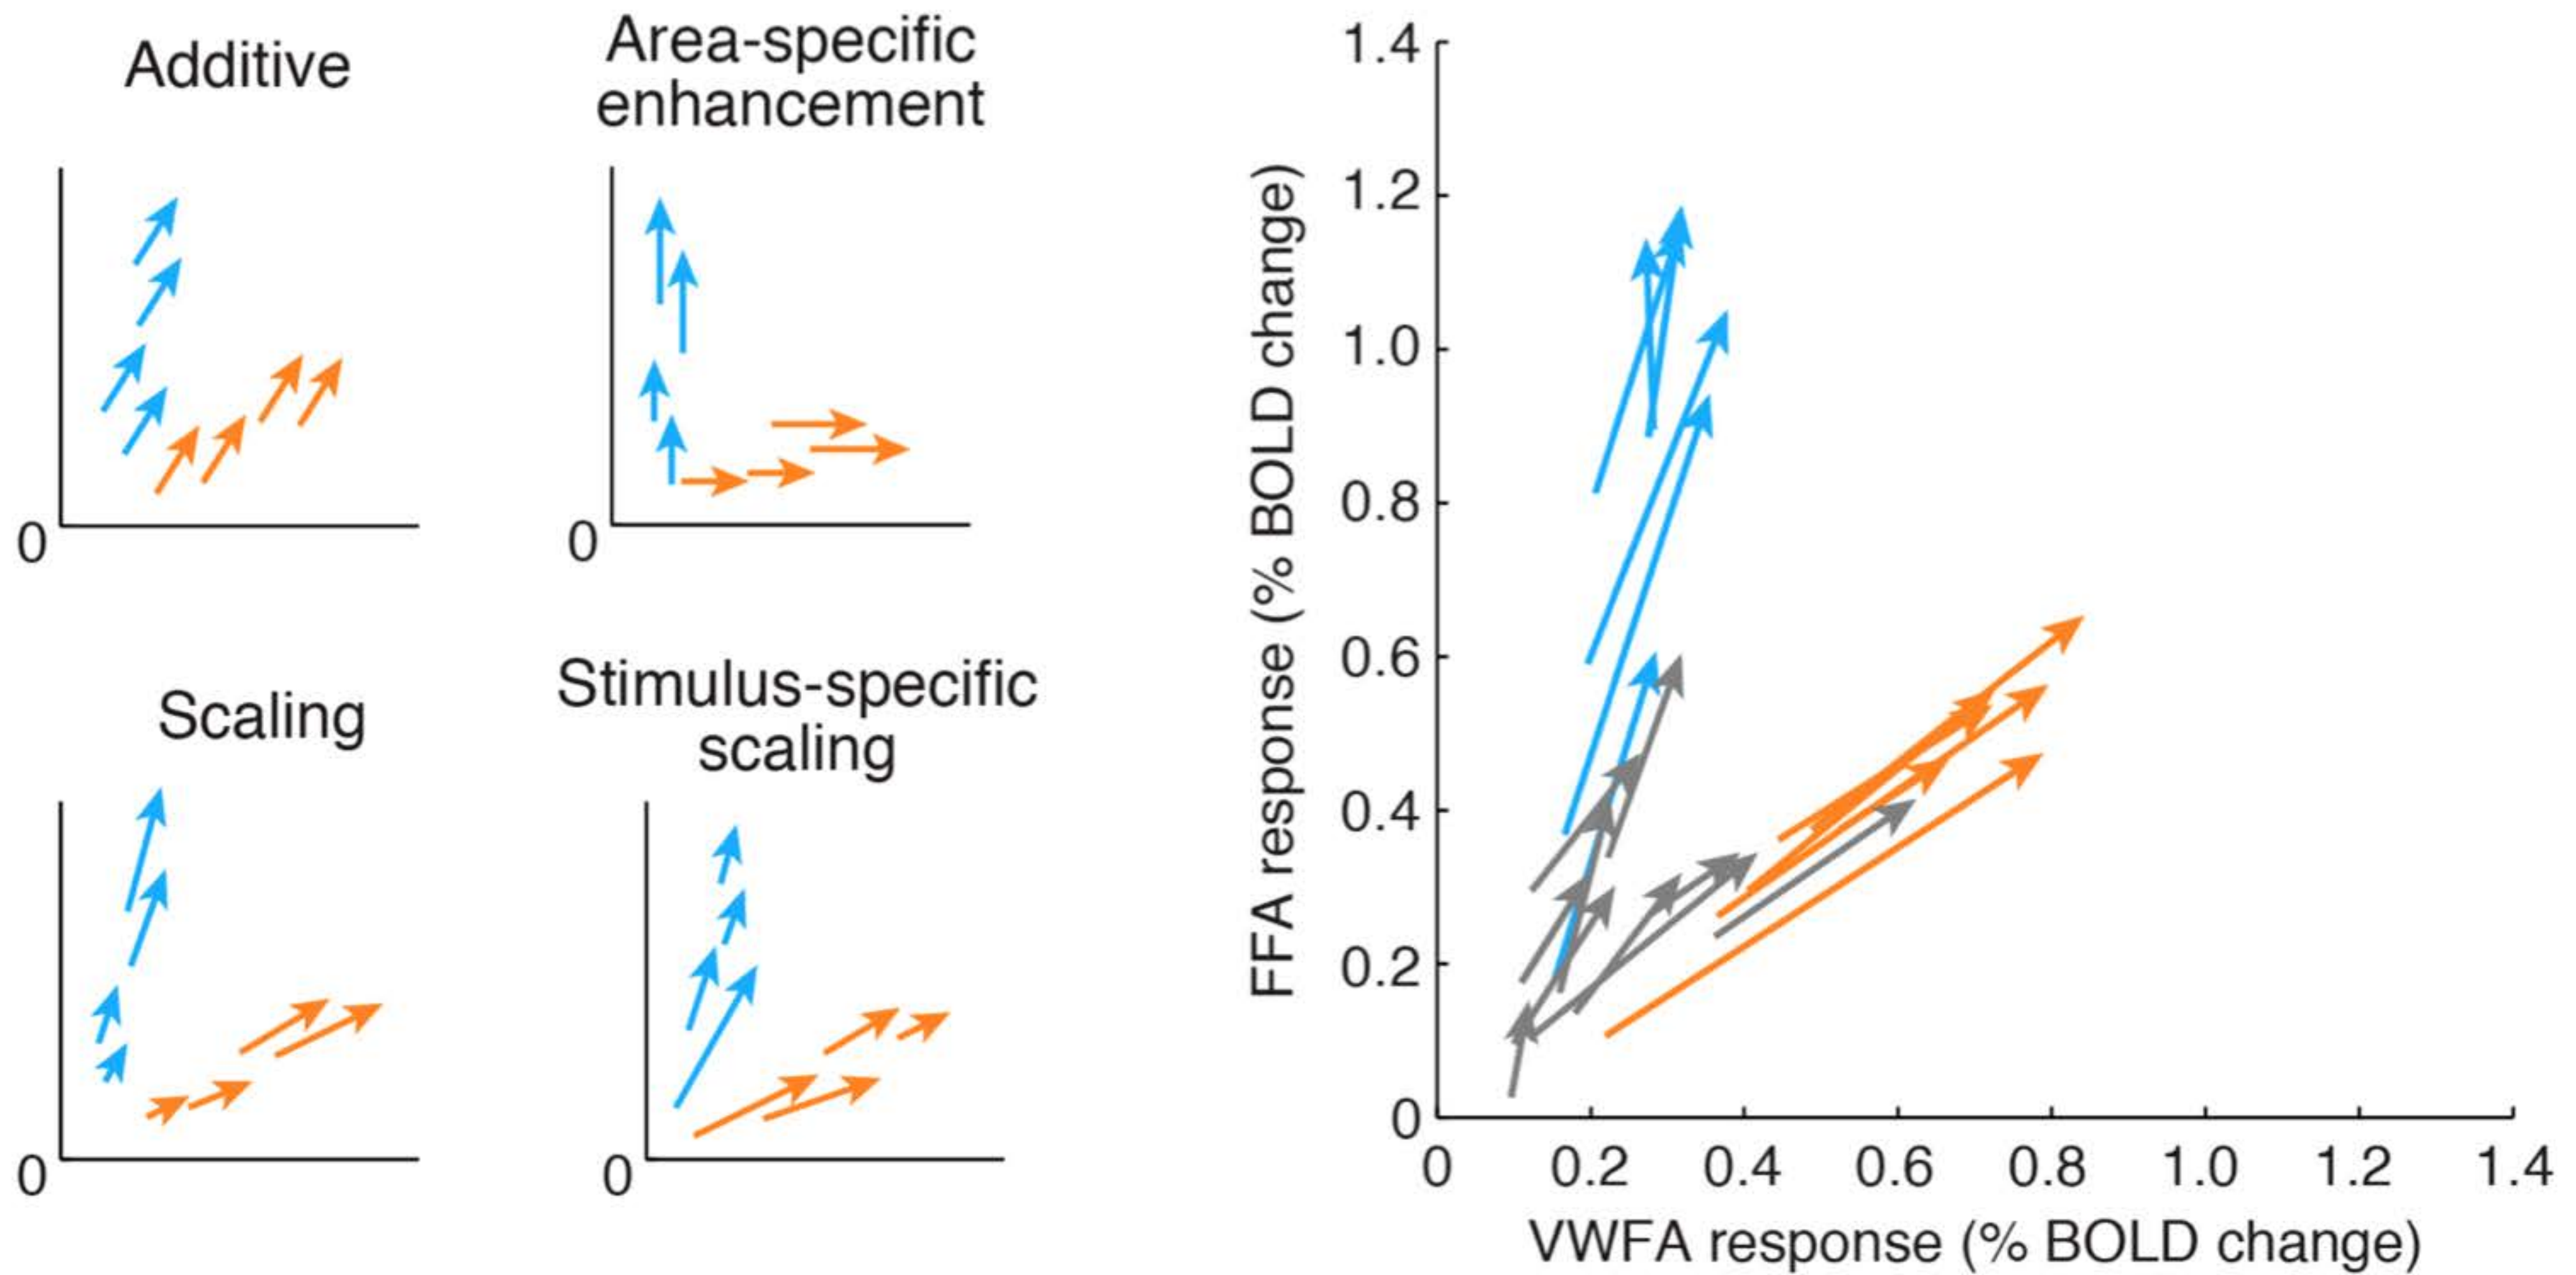 Additive
Area-specific
enhancement
0
0
Scaling
Stimulus-specific
scaling
0
0
FFA response (% BOLD change)
1.4
1.2
1.0
0.8
0.6
0.4
0.2
0
0 0.2 0.4 0.6 0.8 1.0 1.2 1.4
VWFA response (% BOLD change)